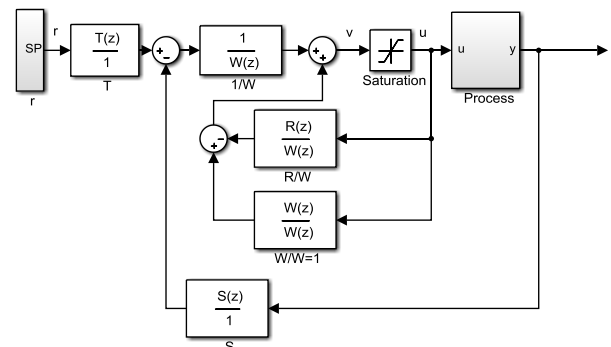 r
v
u
SP
T(z)
1
1
W(z)
u
y
r
T
1/W
Saturation
Process
R(z)
W(z)
R/W
W(z)
W(z)
W/W=1
S(z)
1
S